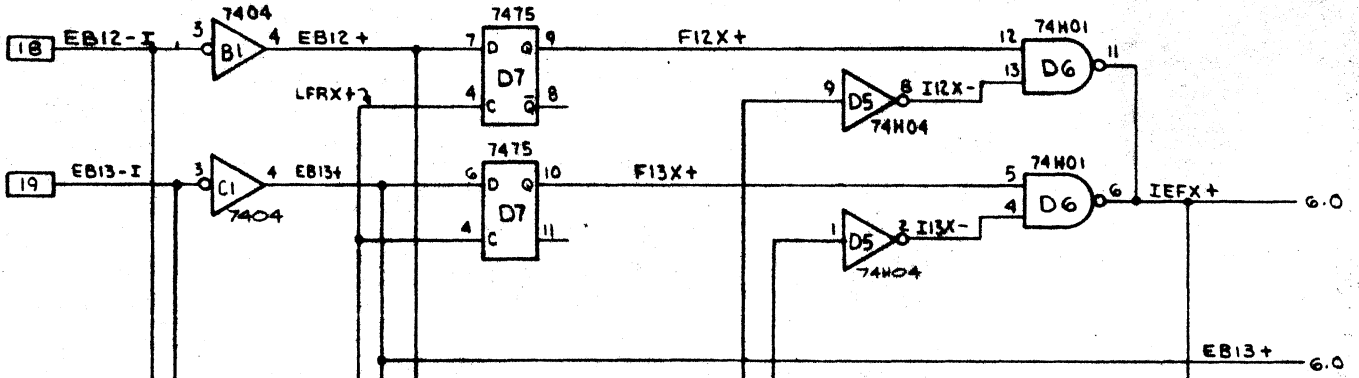 7404
7475
74H01
18 EB12-I 3 B1 4 EB12+ 7 D Q 9 F12X+ 12 D6 11
D7
13
LFRX+ 4 C Q̅ 8
9 D5 8 I12X-
74H04
7475
74H01
19 EB13-I 3 C1 4 EB13+ 6 D Q 10 F13X+ 5 D6 6 IEFX+ 6.0
7404
D7
4
4 C 11
1 D5 2 I13X-
74H04
EB13+ 6.0